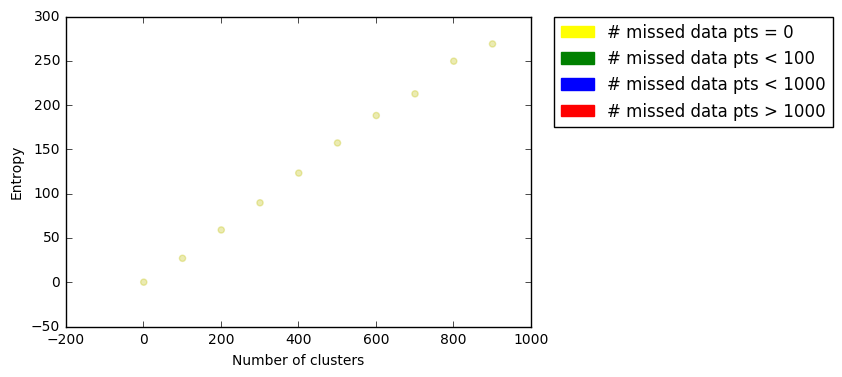 300
250
200
150
100
50
0
−50
Entropy
−200 0 200 400 600 800 1000
Number of clusters
# missed data pts = 0
# missed data pts < 100
# missed data pts < 1000
# missed data pts > 1000